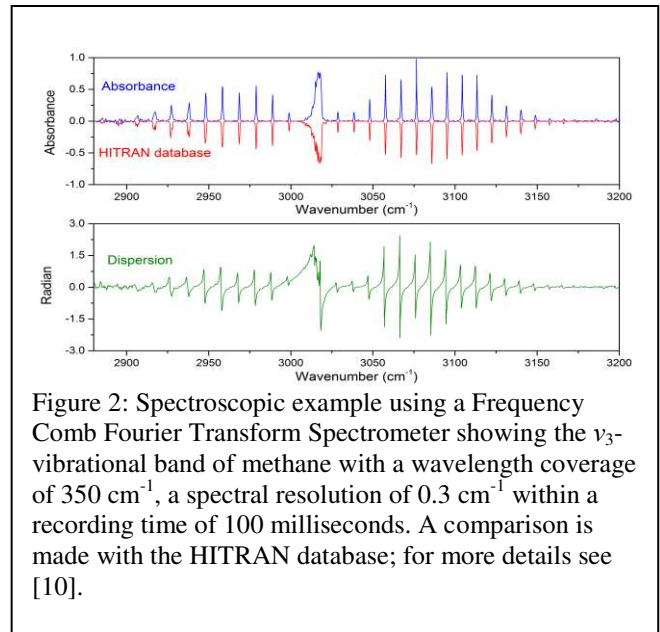 1.0
Absorbance
0.5
0.0
-0.5
HITRAN database
-1.0
Absorbance
2900 2950 3000 3050 3100 3150 3200
Wavenumber (cm-1)
3.0
Dispersion
1.5
0.0
-1.5
-3.0
Radian
2900 2950 3000 3050 3100 3150 3200
Wavenumber (cm-1)
Figure 2: Spectroscopic example using a Frequency
Comb Fourier Transform Spectrometer showing the ν3-
vibrational band of methane with a wavelength coverage
of 350 cm-1, a spectral resolution of 0.3 cm-1 within a
recording time of 100 milliseconds. A comparison is
made with the HITRAN database; for more details see
[10].